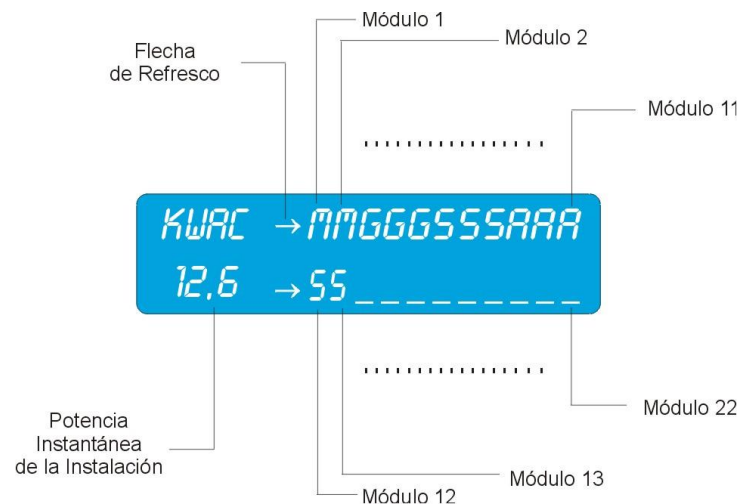 Módulo 1
Módulo 2
Flecha
de Refresco
Módulo 11
KWAC →MMGGGSSSAAA
12,6 →SS_________
Módulo 22
Potencia
Instantánea
de la Instalación
Módulo 13
Módulo 12